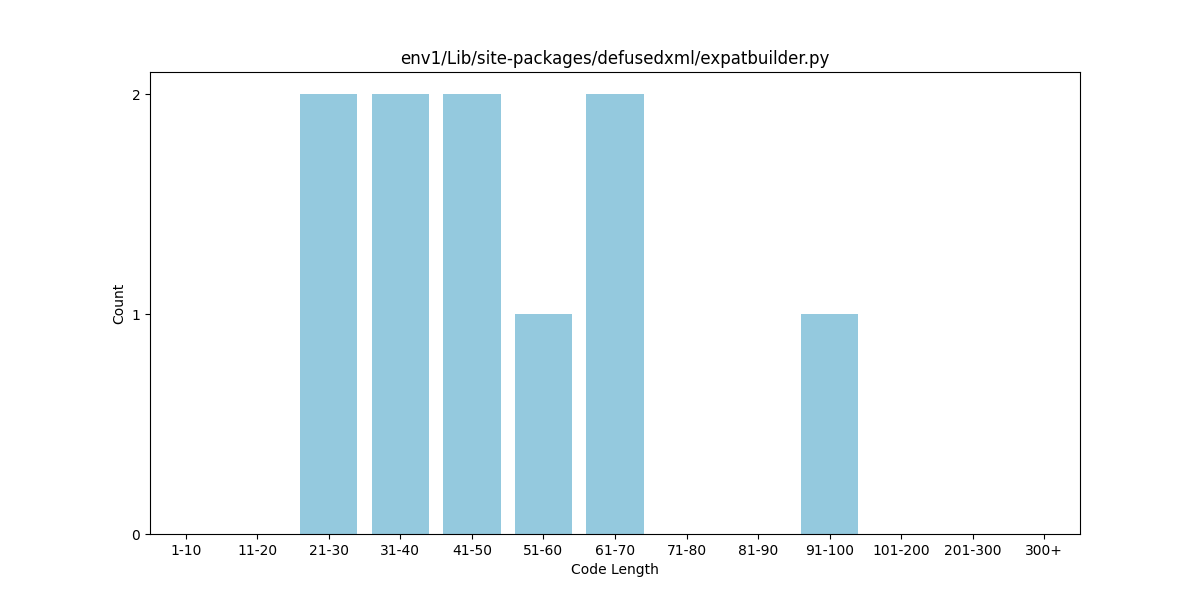 env1/Lib/site-packages/defusedxml/expatbuilder.py
2
1
0
Count
1-10 11-20 21-30 31-40 41-50 51-60 61-70 71-80 81-90 91-100 101-200 201-300 300+
Code Length